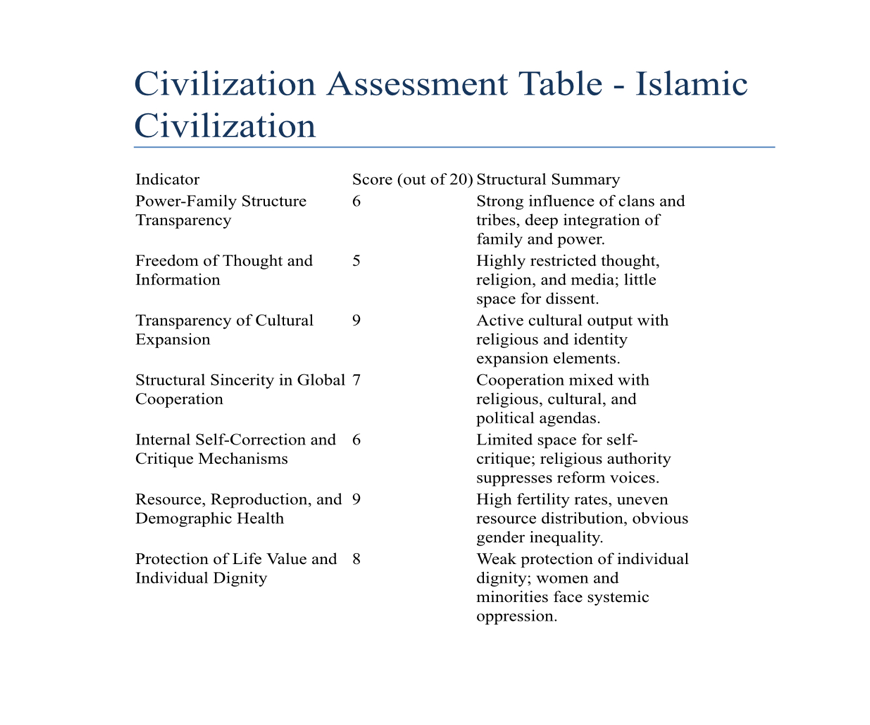 Civilization Assessment Table - Islamic
Civilization
Indicator Score (out of 20) Structural Summary
Power-Family Structure 6 Strong influence of clans and
Transparency tribes, deep integration of
family and power.
Freedom of Thought and 5 Highly restricted thought,
Information religion, and media; little
space for dissent.
Transparency of Cultural 9 Active cultural output with
Expansion religious and identity
expansion elements.
Structural Sincerity in Global 7 Cooperation mixed with
Cooperation religious, cultural, and
political agendas.
Internal Self-Correction and 6 Limited space for self-
Critique Mechanisms critique; religious authority
suppresses reform voices.
Resource, Reproduction, and 9 High fertility rates, uneven
Demographic Health resource distribution, obvious
gender inequality.
Protection of Life Value and 8 Weak protection of individual
Individual Dignity dignity; women and
minorities face systemic
oppression.